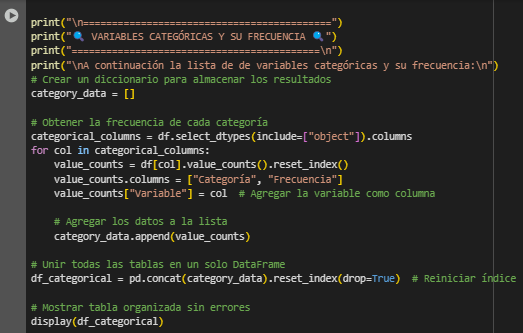 print("\n==========================================")
print("🔍 VARIABLES CATEGÓRICAS Y SU FRECUENCIA 🔍")
print("==========================================\n")
print("\nA continuación la lista de de variables categóricas y su frecuencia:\n")
# Crear un diccionario para almacenar los resultados
category_data = []
# Obtener la frecuencia de cada categoría
categorical_columns = df.select_dtypes(include=["object"]).columns
for col in categorical_columns:
    value_counts = df[col].value_counts().reset_index()
    value_counts.columns = ["Categoría", "Frecuencia"]
    value_counts["Variable"] = col  # Agregar la variable como columna
    # Agregar los datos a la lista
    category_data.append(value_counts)
# Unir todas las tablas en un solo DataFrame
df_categorical = pd.concat(category_data).reset_index(drop=True)  # Reiniciar índice
# Mostrar tabla organizada sin errores
display(df_categorical)